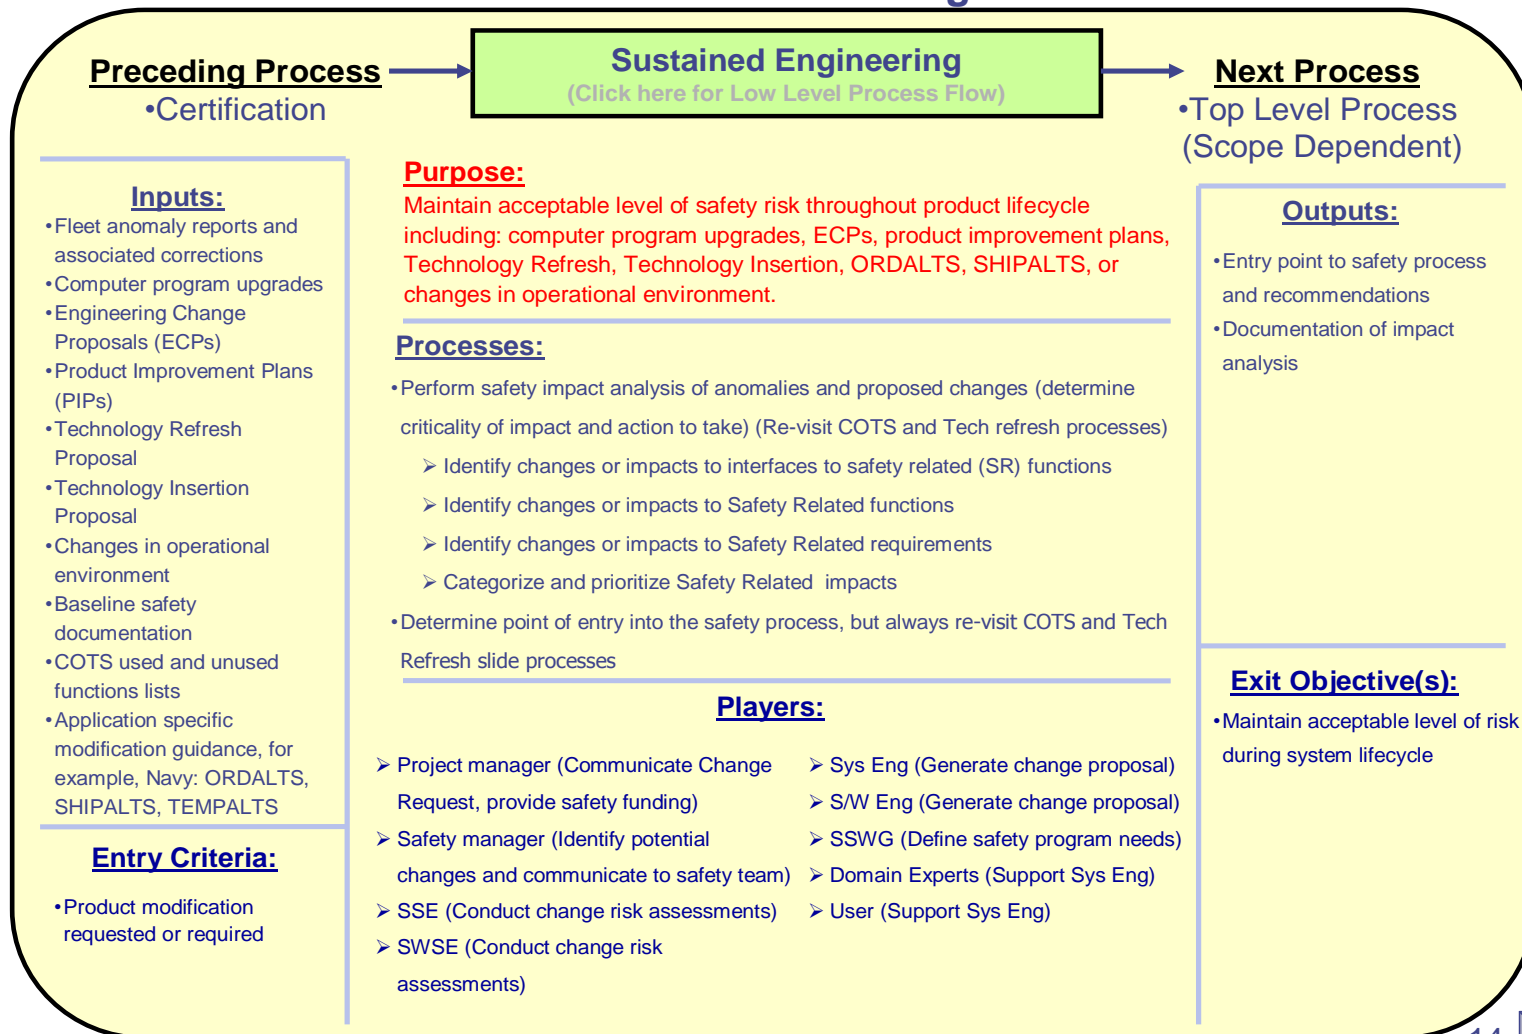 Preceding Process
•Certification
Sustained Engineering
(Click here for Low Level Process Flow)
Next Process
•Top Level Process
(Scope Dependent)
Inputs:
•Fleet anomaly reports and
associated corrections
•Computer program upgrades
•Engineering Change
Proposals (ECPs)
•Product Improvement Plans
(PIPs)
•Technology Refresh
Proposal
•Technology Insertion
Proposal
•Changes in operational
environment
•Baseline safety
documentation
•COTS used and unused
functions lists
•Application specific
modification guidance, for
example, Navy: ORDALTS,
SHIPALTS, TEMPALTS
Entry Criteria:
•Product modification
requested or required
Purpose:
Maintain acceptable level of safety risk throughout product lifecycle
including: computer program upgrades, ECPs, product improvement plans,
Technology Refresh, Technology Insertion, ORDALTS, SHIPALTS, or
changes in operational environment.
Processes:
•Perform safety impact analysis of anomalies and proposed changes (determine
criticality of impact and action to take) (Re-visit COTS and Tech refresh processes)
➢ Identify changes or impacts to interfaces to safety related (SR) functions
➢ Identify changes or impacts to Safety Related functions
➢ Identify changes or impacts to Safety Related requirements
➢ Categorize and prioritize Safety Related impacts
•Determine point of entry into the safety process, but always re-visit COTS and Tech
Refresh slide processes
Players:
➢ Project manager (Communicate Change
Request, provide safety funding)
➢ Safety manager (Identify potential
changes and communicate to safety team)
➢ SSE (Conduct change risk assessments)
➢ SWSE (Conduct change risk
assessments)
➢ Sys Eng (Generate change proposal)
➢ S/W Eng (Generate change proposal)
➢ SSWG (Define safety program needs)
➢ Domain Experts (Support Sys Eng)
➢ User (Support Sys Eng)
Outputs:
•Entry point to safety process
and recommendations
•Documentation of impact
analysis
Exit Objective(s):
•Maintain acceptable level of risk
during system lifecycle